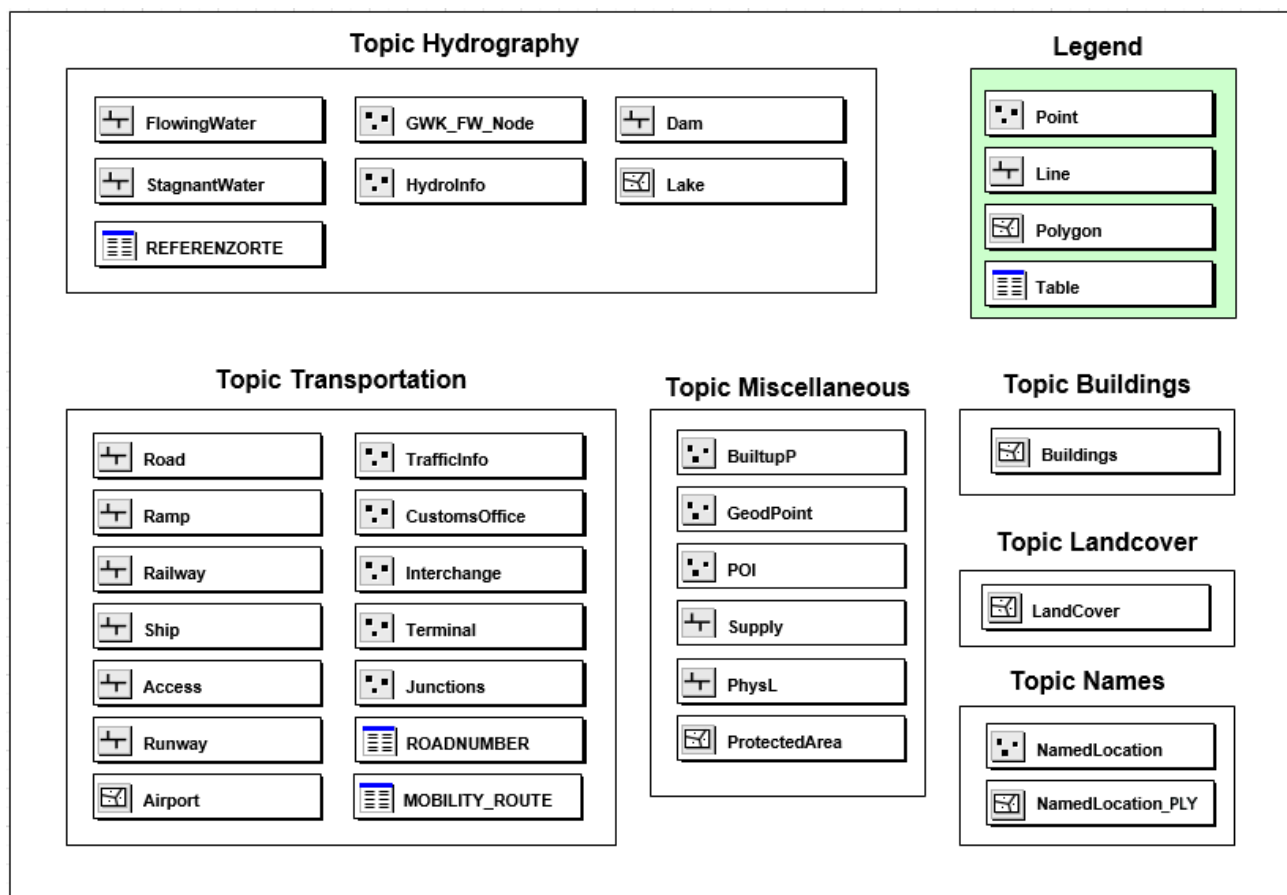 Topic Hydrography
FlowingWater
GWK_FW_Node
Dam
StagnantWater
HydroInfo
Lake
REFERENZORTE
Legend
Point
Line
Polygon
Table
Topic Transportation
Road
TrafficInfo
Ramp
CustomsOffice
Railway
Interchange
Ship
Terminal
Access
Junctions
Runway
ROADNUMBER
Airport
MOBILITY_ROUTE
Topic Miscellaneous
BuiltupP
GeodPoint
POI
Supply
PhysL
ProtectedArea
Topic Buildings
Buildings
Topic Landcover
LandCover
Topic Names
NamedLocation
NamedLocation_PLY